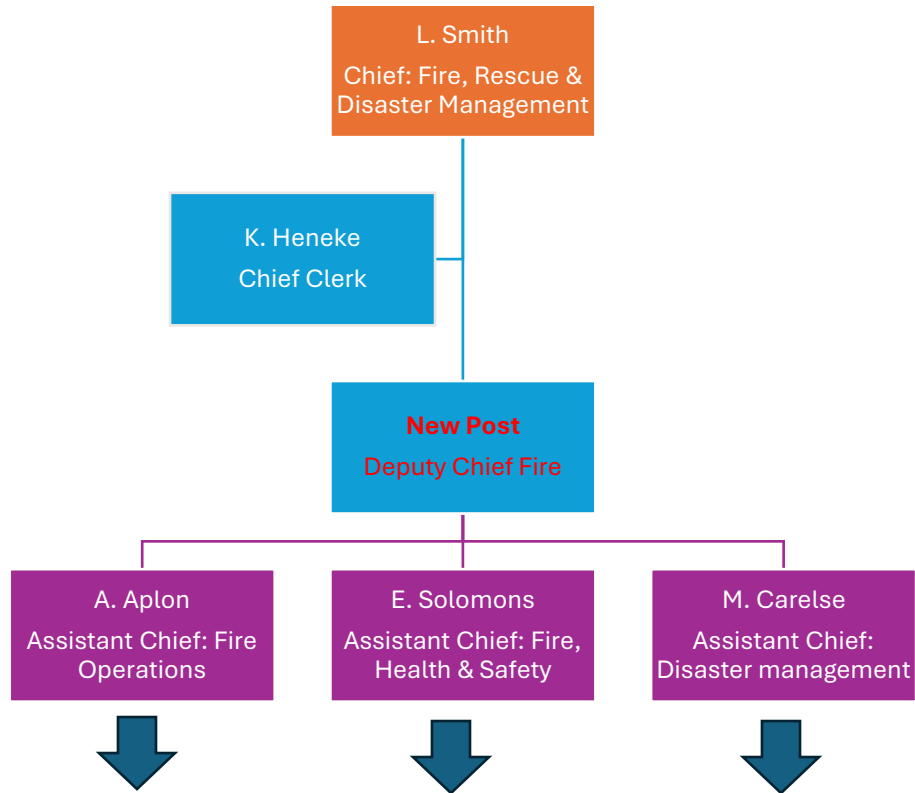 L. Smith
Chief: Fire, Rescue &
Disaster Management
K. Heneke
Chief Clerk
New Post
Deputy Chief Fire
A. Aplon
Assistant Chief: Fire
Operations
E. Solomons
Assistant Chief: Fire,
Health & Safety
M. Carelse
Assistant Chief:
Disaster management